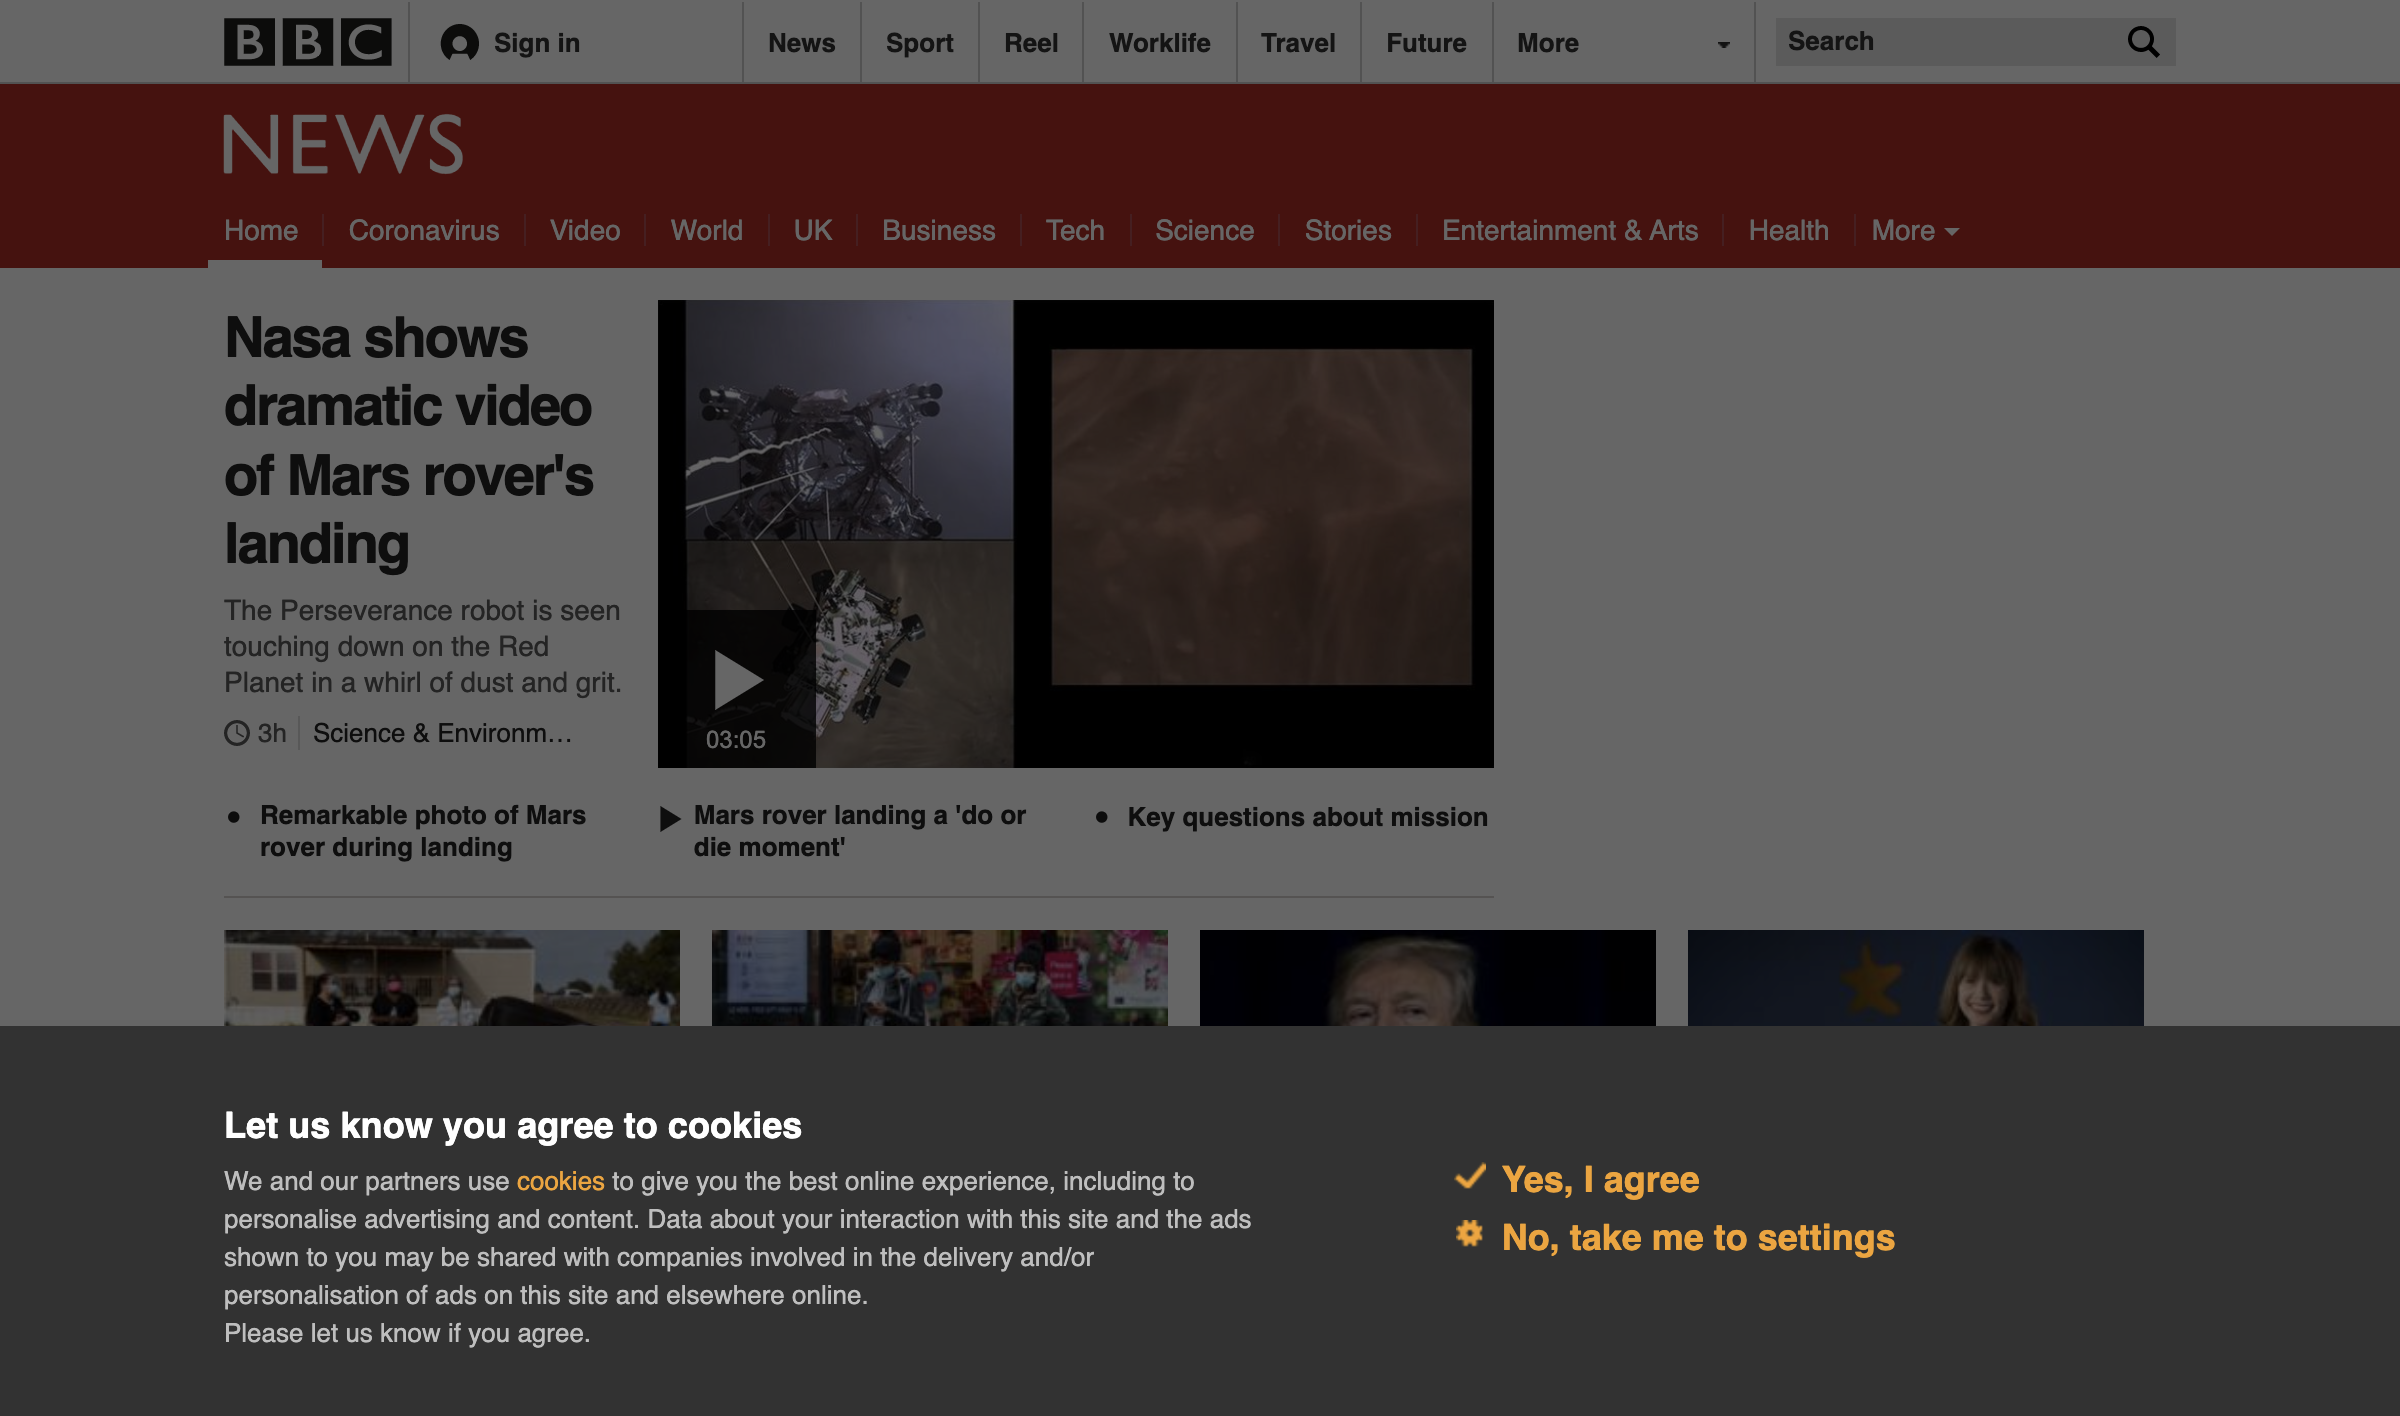 BBC
Sign in
News
Sport
Reel
Worklife
Travel
Future
More
Search
NEWS
Home
Coronavirus
Video
World
UK
Business
Tech
Science
Stories
Entertainment & Arts
Health
More
Nasa shows
dramatic video
of Mars rover's
landing
The Perseverance robot is seen
touching down on the Red
Planet in a whirl of dust and grit.
3h
Science & Environm…
03:05
Remarkable photo of Mars
rover during landing
Mars rover landing a 'do or
die moment'
Key questions about mission
Let us know you agree to cookies
We and our partners use cookies to give you the best online experience, including to
personalise advertising and content. Data about your interaction with this site and the ads
shown to you may be shared with companies involved in the delivery and/or
personalisation of ads on this site and elsewhere online.
Please let us know if you agree.
Yes, I agree
No, take me to settings